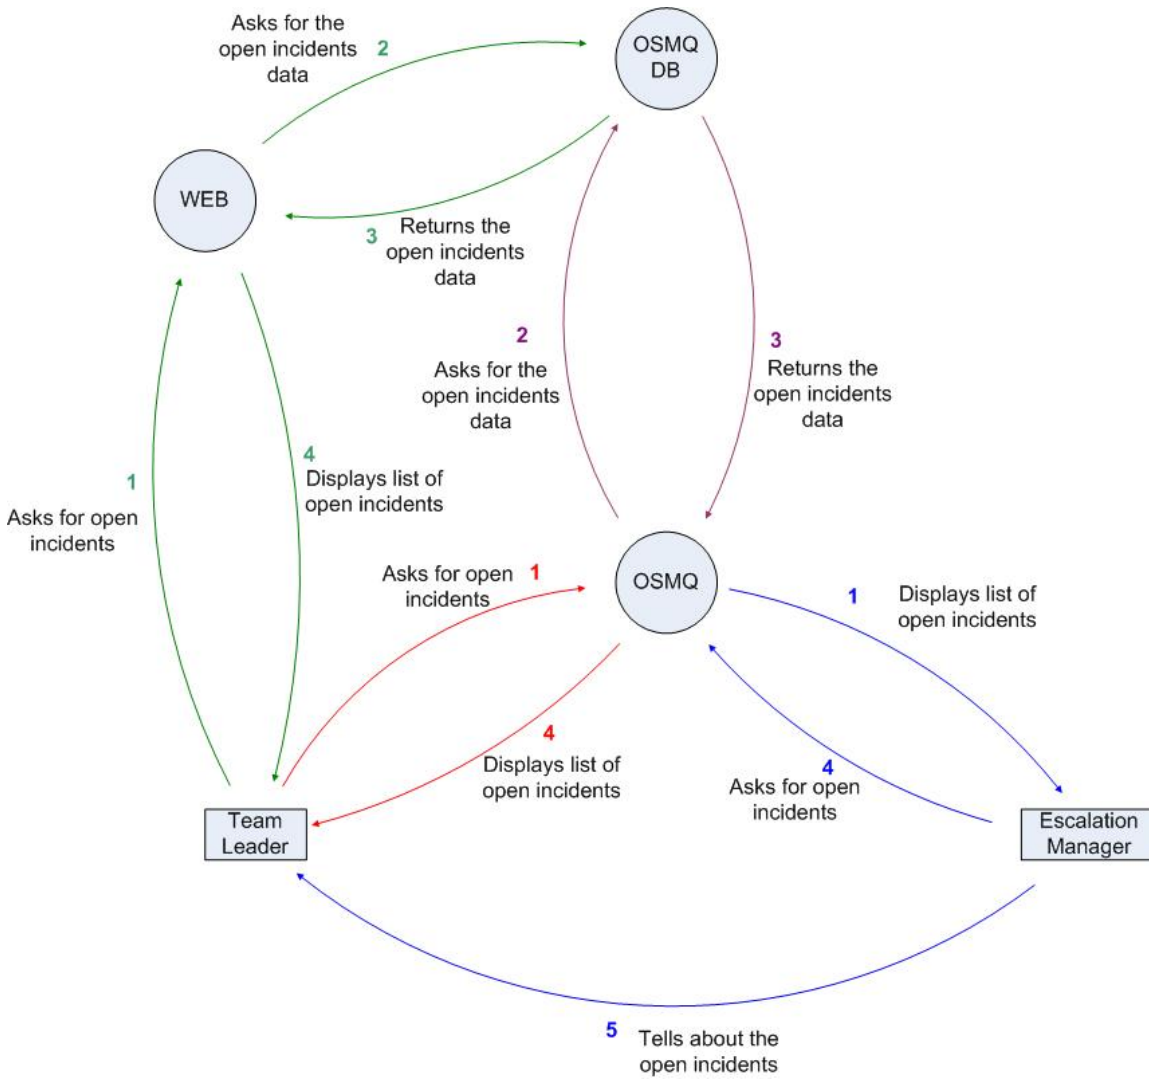 Asks for the
open incidents
data
2
OSMQ
DB
WEB
3
Returns the
open incidents
data
2
Asks for the
open incidents
data
3
Returns the
open incidents
data
1
Asks for open
incidents
4
Displays list of
open incidents
Asks for open
incidents
1
OSMQ
1
Displays list of
open incidents
4
Displays list of
open incidents
4
Asks for open
incidents
Team
Leader
Escalation
Manager
5
Tells about the
open incidents